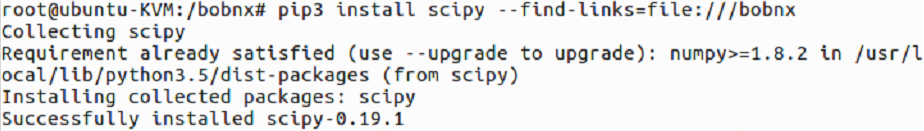 root@ubuntu-KVM:/bobnx# pip3 install scipy --find-links=file:///bobnx
Collecting scipy
Requirement already satisfied (use --upgrade to upgrade): numpy>=1.8.2 in /usr/l
ocal/lib/python3.5/dist-packages (from scipy)
Installing collected packages: scipy
Successfully installed scipy-0.19.1